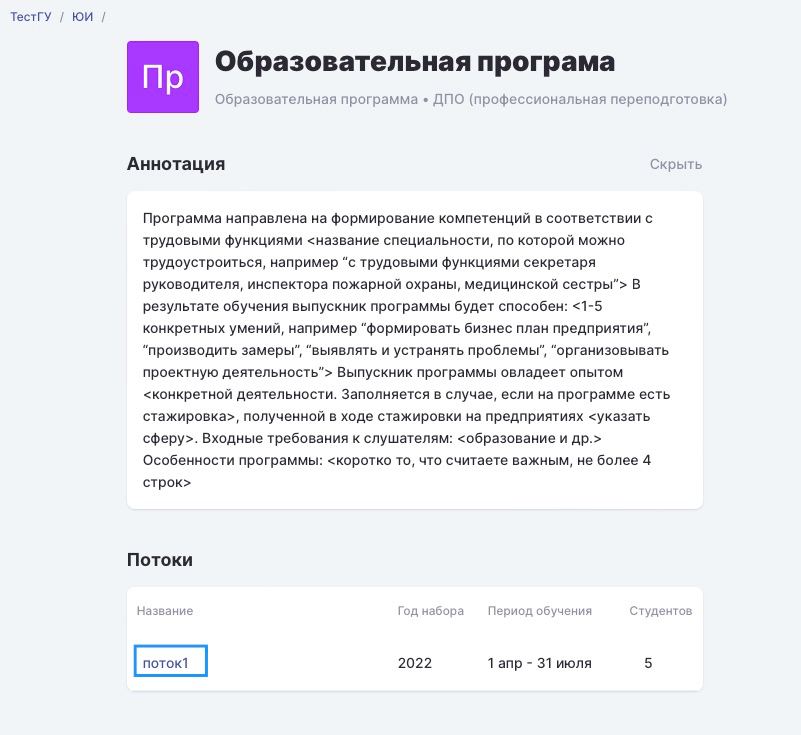 ТестГУ / ЮИ /
Пр
Образовательная програма
Образовательная программа • ДПО (профессиональная переподготовка)
Аннотация
Скрыть
Программа направлена на формирование компетенций в соответствии с
трудовыми функциями <название специальности, по которой можно
трудоустроиться, например “с трудовыми функциями секретаря
руководителя, инспектора пожарной охраны, медицинской сестры”> В
результате обучения выпускник программы будет способен: <1-5
конкретных умений, например “формировать бизнес план предприятия”,
“производить замеры”, “выявлять и устранять проблемы”, “организовывать
проектную деятельность”> Выпускник программы овладеет опытом
<конкретной деятельности. Заполняется в случае, если на программе есть
стажировка>, полученной в ходе стажировки на предприятиях <указать
сферу>. Входные требования к слушателям: <образование и др.>
Особенности программы: <коротко то, что считаете важным, не более 4
строк>
Потоки
Название Год набора Период обучения Студентов
поток1 2022 1 апр - 31 июля 5